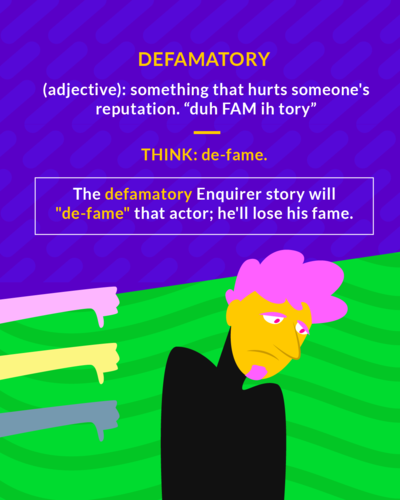 DEFAMATORY
(adjective): something that hurts someone's
reputation. “duh FAM ih tory”
THINK: de-fame.
The defamatory Enquirer story will
"de-fame" that actor; he'll lose his fame.